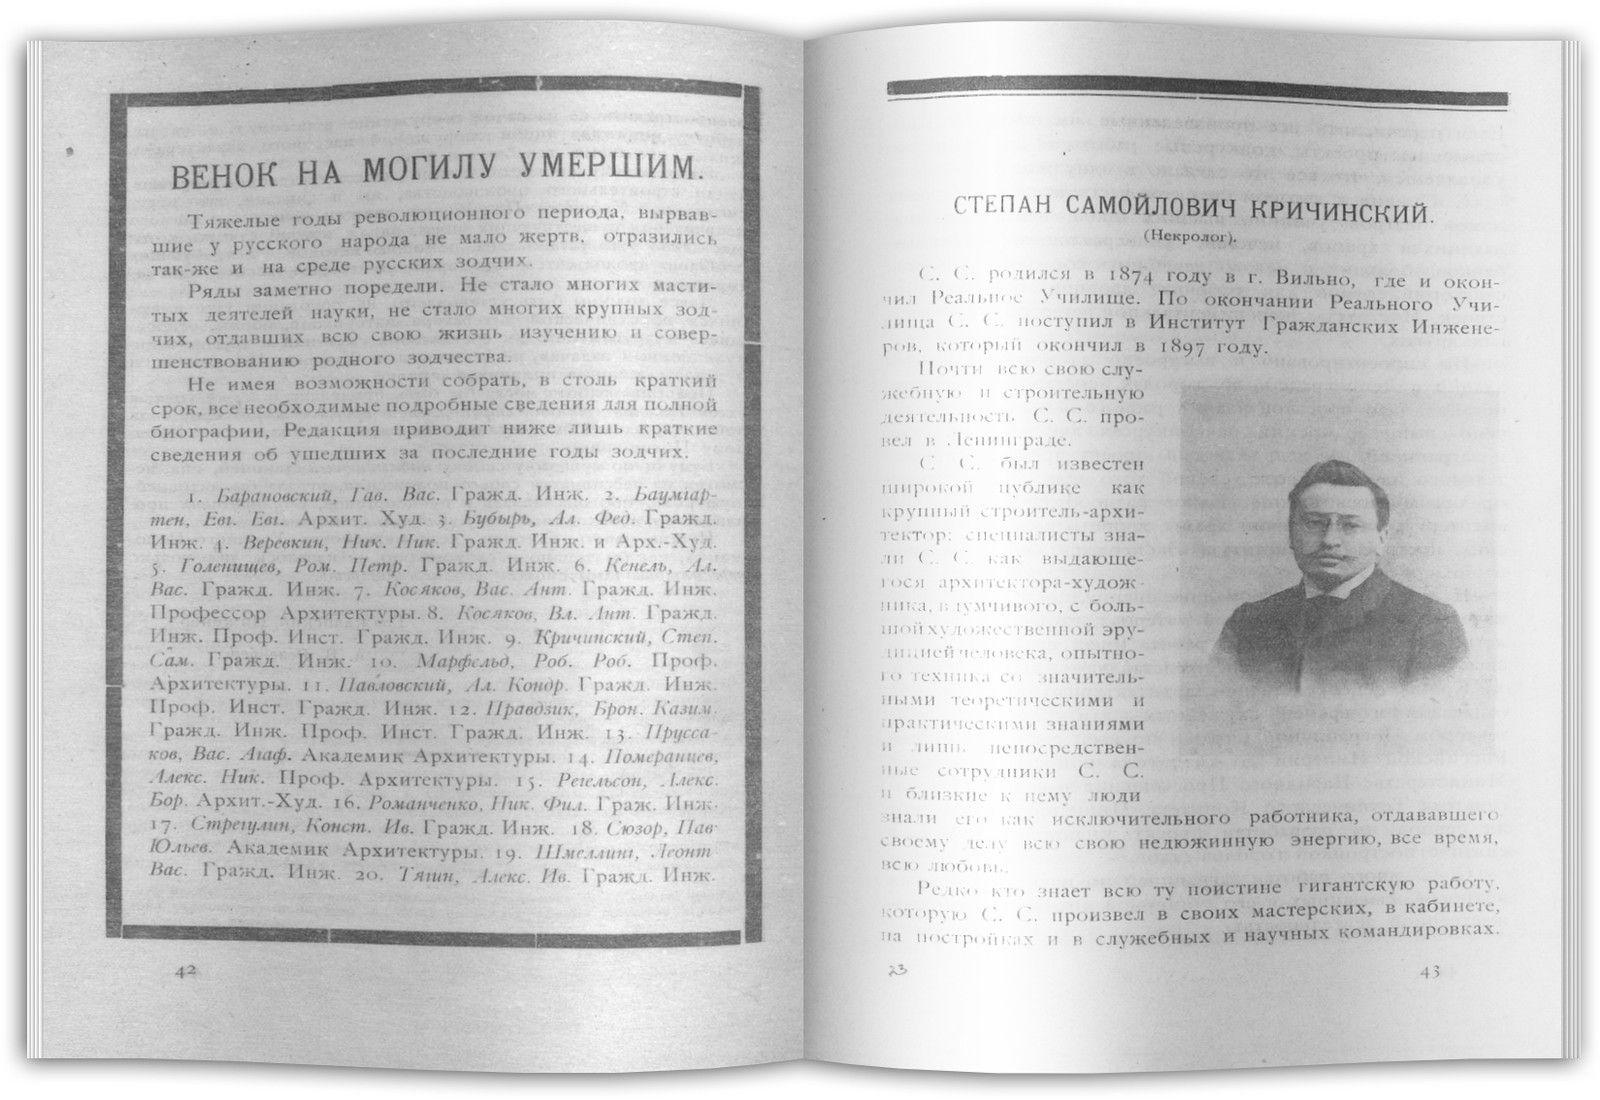 ВЕНОК НА МОГИЛУ УМЕРШИМ.
Тяжелые годы революционного периода, вырвав-
шие у русского народа не мало жертв, отразились
так-же и на среде русских зодчих.
Ряды заметно поредели. Не стало многих масти-
тых деятелей науки, не стало многих крупных зод-
чих, отдавших всю свою жизнь изучению и совер-
шенствованию родного зодчества.
Не имея возможности собрать, в столь краткий
срок, все необходимые подробные сведения для полной
биографии, Редакция приводит ниже лишь краткие
сведения об ушедших за последние годы зодчих.
1. Барановский, Гав. Вас. Гражд. Инж. 2. Баумгар-
тен, Евг. Евг. Архит. Худ. 3. Бубырь, Ал. Фед. Гражд.
Инж. 4. Веревкин, Ник. Ник. Гражд. Инж. и Арх.-Худ.
5. Голенищев, Ром. Петр. Гражд. Инж. 6. Кенель, Ал.
Вас. Гражд. Инж. 7. Косяков, Вас. Ант. Гражд. Инж.
Профессор Архитектуры. 8. Косяков, Вл. Ант. Гражд.
Инж. Проф. Инст. Гражд. Инж. 9. Кричинский, Степ.
Сам. Гражд. Инж. 10. Марфельд, Роб. Роб. Проф.
Архитектуры. 11. Павловский, Ал. Кондр. Гражд. Инж.
Проф. Инст. Гражд. Инж. 12. Правдзик, Брон. Казим.
Гражд. Инж. Проф. Инст. Гражд. Инж. 13. Прусса-
ков, Вас. Агаф. Академик Архитектуры. 14. Померанцев,
Алекс. Ник. Проф. Архитектуры. 15. Регельсон, Алекс.
Бор. Архит.-Худ. 16. Романченко, Ник. Фил. Граж. Инж.
17. Стрегулин, Конст. Ив. Гражд. Инж. 18. Сюзор, Пав.
Юльев. Академик Архитектуры. 19. Шмеллинг, Леонт
Вас. Гражд. Инж. 20. Тягин, Алекс. Ив. Гражд. Инж.
42
СТЕПАН САМОЙЛОВИЧ КРИЧИНСКИЙ.
(Некролог).
С. С. родился в 1874 году в г. Вильно, где и окон-
чил Реальное Училище. По окончании Реального Учи-
лища С. С. поступил в Институт Гражданских Инжене-
ров, который окончил в 1897 году.
Почти всю свою слу-
жебную и строительную
деятельность С. С. про-
вел в Ленинграде.
С. С. был известен
широкой публике как
крупный строитель-архи-
тектор; специалисты зна-
ли С. С. как выдающе-
гося архитектора-худож-
ника, вдумчивого, с боль-
шой художественной эру-
дицией человека, опытно-
го техника со значитель-
ными теоретическими и
практическими знаниями
и лишь непосредствен-
ные сотрудники С. С.
и близкие к нему люди
знали его как исключительного работника, отдававшего
своему делу всю свою недюжинную энергию, все время,
всю любовь.
Редко кто знает всю ту поистине гигантскую работу,
которую С. С. произвел в своих мастерских, в кабинете,
на постройках и в служебных и научных командировках.
23
43